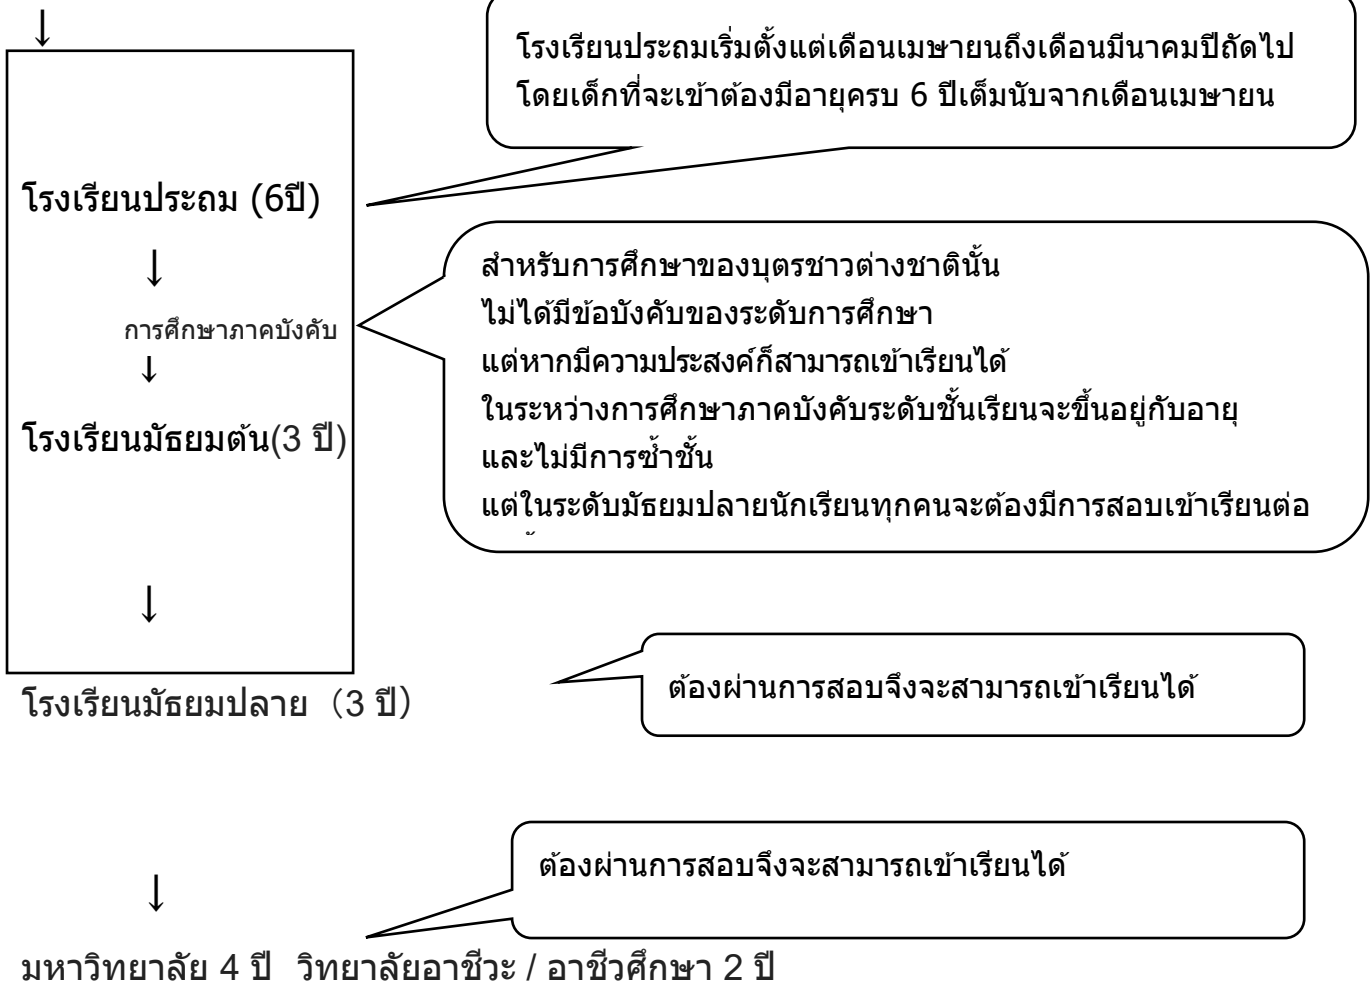 ↓
โรงเรียนประถมเริ่มตั้งแต่เดือนเมษายนถึงเดือนมีนาคมปีถัดไป
โดยเด็กที่จะเข้าต้องมีอายุครบ 6 ปีเต็มนับจากเดือนเมษายน
โรงเรียนประถม (6ปี)
↓
สำหรับการศึกษาของบุตรชาวต่างชาตินั้น
ไม่ได้มีข้อบังคับของระดับการศึกษา
แต่หากมีความประสงค์ก็สามารถเข้าเรียนได้
ในระหว่างการศึกษาภาคบังคับระดับชั้นเรียนจะขึ้นอยู่กับอายุ
และไม่มีการซ้ำชั้น
แต่ในระดับมัธยมปลายนักเรียนทุกคนจะต้องมีการสอบเข้าเรียนต่อ
การศึกษาภาคบังคับ
↓
โรงเรียนมัธยมต้น(3 ปี)
↓
ต้องผ่านการสอบจึงจะสามารถเข้าเรียนได้
โรงเรียนมัธยมปลาย（3 ปี）
ต้องผ่านการสอบจึงจะสามารถเข้าเรียนได้
↓
มหาวิทยาลัย 4 ปี วิทยาลัยอาชีวะ / อาชีวศึกษา 2 ปี